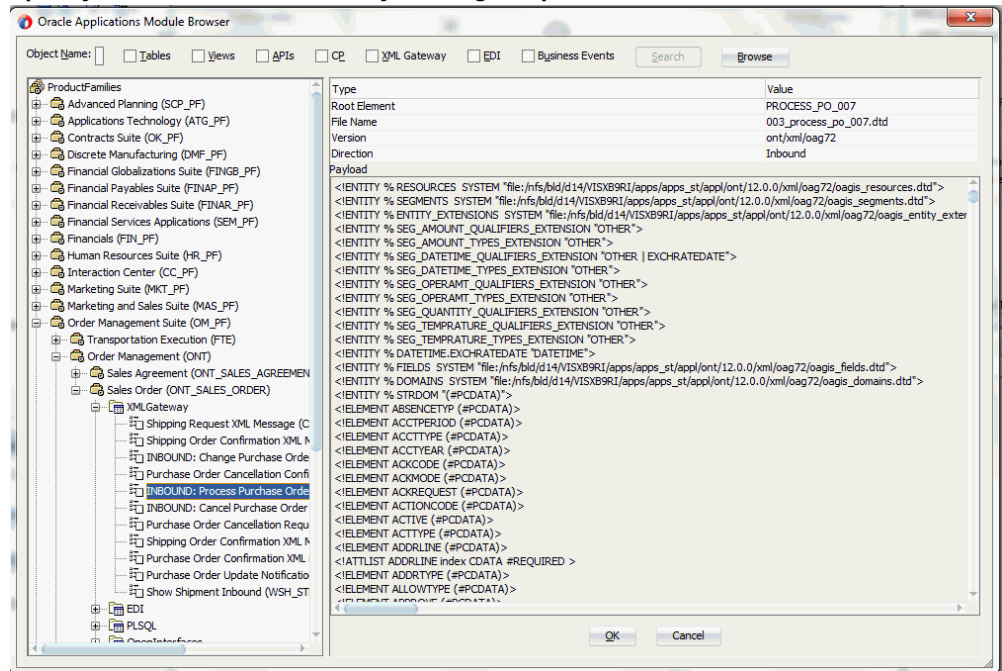 Oracle Applications Module Browser
Object Name: Tables Views APIs CP XML Gateway EDI Business Events Search Browse
ProductFamilies
Advanced Planning (SCP_PF)
Applications Technology (ATG_PF)
Contracts Suite (OK_PF)
Discrete Manufacturing (DMF_PF)
Financial Globalizations Suite (FINGB_PF)
Financial Payables Suite (FINAP_PF)
Financial Receivables Suite (FINAR_PF)
Financial Services Applications (SEM_PF)
Financials (FIN_PF)
Human Resources Suite (HR_PF)
Interaction Center (CC_PF)
Marketing Suite (MKT_PF)
Marketing and Sales Suite (MAS_PF)
Order Management Suite (OM_PF)
Transportation Execution (FTE)
Order Management (ONT)
Sales Agreement (ONT_SALES_AGREEMEN
Sales Order (ONT_SALES_ORDER)
XMLGateway
Shipping Request XML Message (C
Shipping Order Confirmation XML M
INBOUND: Change Purchase Orde
Purchase Order Cancellation Confi
INBOUND: Process Purchase Orde
INBOUND: Cancel Purchase Order
Purchase Order Cancellation Requ
Shipping Order Confirmation XML M
Purchase Order Confirmation XML
Purchase Order Update Notificatio
Show Shipment Inbound (WSH_ST
EDI
PLSQL
OpenInterfaces
Type Value
Root Element PROCESS_PO_007
File Name 003_process_po_007.dtd
Version ont/xml/oag72
Direction Inbound
Payload
<!ENTITY % RESOURCES SYSTEM "file:/nfs/bld/d14/VISXB9RI/apps/apps_st/appl/ont/12.0.0/xml/oag72/oagis_resources.dtd">
<!ENTITY % SEGMENTS SYSTEM "file:/nfs/bld/d14/VISXB9RI/apps/apps_st/appl/ont/12.0.0/xml/oag72/oagis_segments.dtd">
<!ENTITY % ENTITY_EXTENSIONS SYSTEM "file:/nfs/bld/d14/VISXB9RI/apps/apps_st/appl/ont/12.0.0/xml/oag72/oagis_entity_exter
<!ENTITY % SEG_AMOUNT_QUALIFIERS_EXTENSION "OTHER">
<!ENTITY % SEG_AMOUNT_TYPES_EXTENSION "OTHER">
<!ENTITY % SEG_DATETIME_QUALIFIERS_EXTENSION "OTHER | EXCHRATEDATE">
<!ENTITY % SEG_DATETIME_TYPES_EXTENSION "OTHER">
<!ENTITY % SEG_OPERAMT_QUALIFIERS_EXTENSION "OTHER">
<!ENTITY % SEG_OPERAMT_TYPES_EXTENSION "OTHER">
<!ENTITY % SEG_QUANTITY_QUALIFIERS_EXTENSION "OTHER">
<!ENTITY % SEG_TEMPRATURE_QUALIFIERS_EXTENSION "OTHER">
<!ENTITY % SEG_TEMPRATURE_TYPES_EXTENSION "OTHER">
<!ENTITY % DATETIME.EXCHRATEDATE "DATETIME">
<!ENTITY % FIELDS SYSTEM "file:/nfs/bld/d14/VISXB9RI/apps/apps_st/appl/ont/12.0.0/xml/oag72/oagis_fields.dtd">
<!ENTITY % DOMAINS SYSTEM "file:/nfs/bld/d14/VISXB9RI/apps/apps_st/appl/ont/12.0.0/xml/oag72/oagis_domains.dtd">
<!ENTITY % STRDOM "(#PCDATA)">
<!ELEMENT ABSENCETYP (#PCDATA)>
<!ELEMENT ACCTPERIOD (#PCDATA)>
<!ELEMENT ACCTTYPE (#PCDATA)>
<!ELEMENT ACCTYEAR (#PCDATA)>
<!ELEMENT ACKCODE (#PCDATA)>
<!ELEMENT ACKMODE (#PCDATA)>
<!ELEMENT ACKREQUEST (#PCDATA)>
<!ELEMENT ACTIONCODE (#PCDATA)>
<!ELEMENT ACTIVE (#PCDATA)>
<!ELEMENT ACTTYPE (#PCDATA)>
<!ELEMENT ADDRLINE (#PCDATA)>
<!ATTLIST ADDRLINE index CDATA #REQUIRED >
<!ELEMENT ADDRTYPE (#PCDATA)>
<!ELEMENT ALLOWTYPE (#PCDATA)>
<!ELEMENT APPROVE (#PCDATA)>
OK Cancel